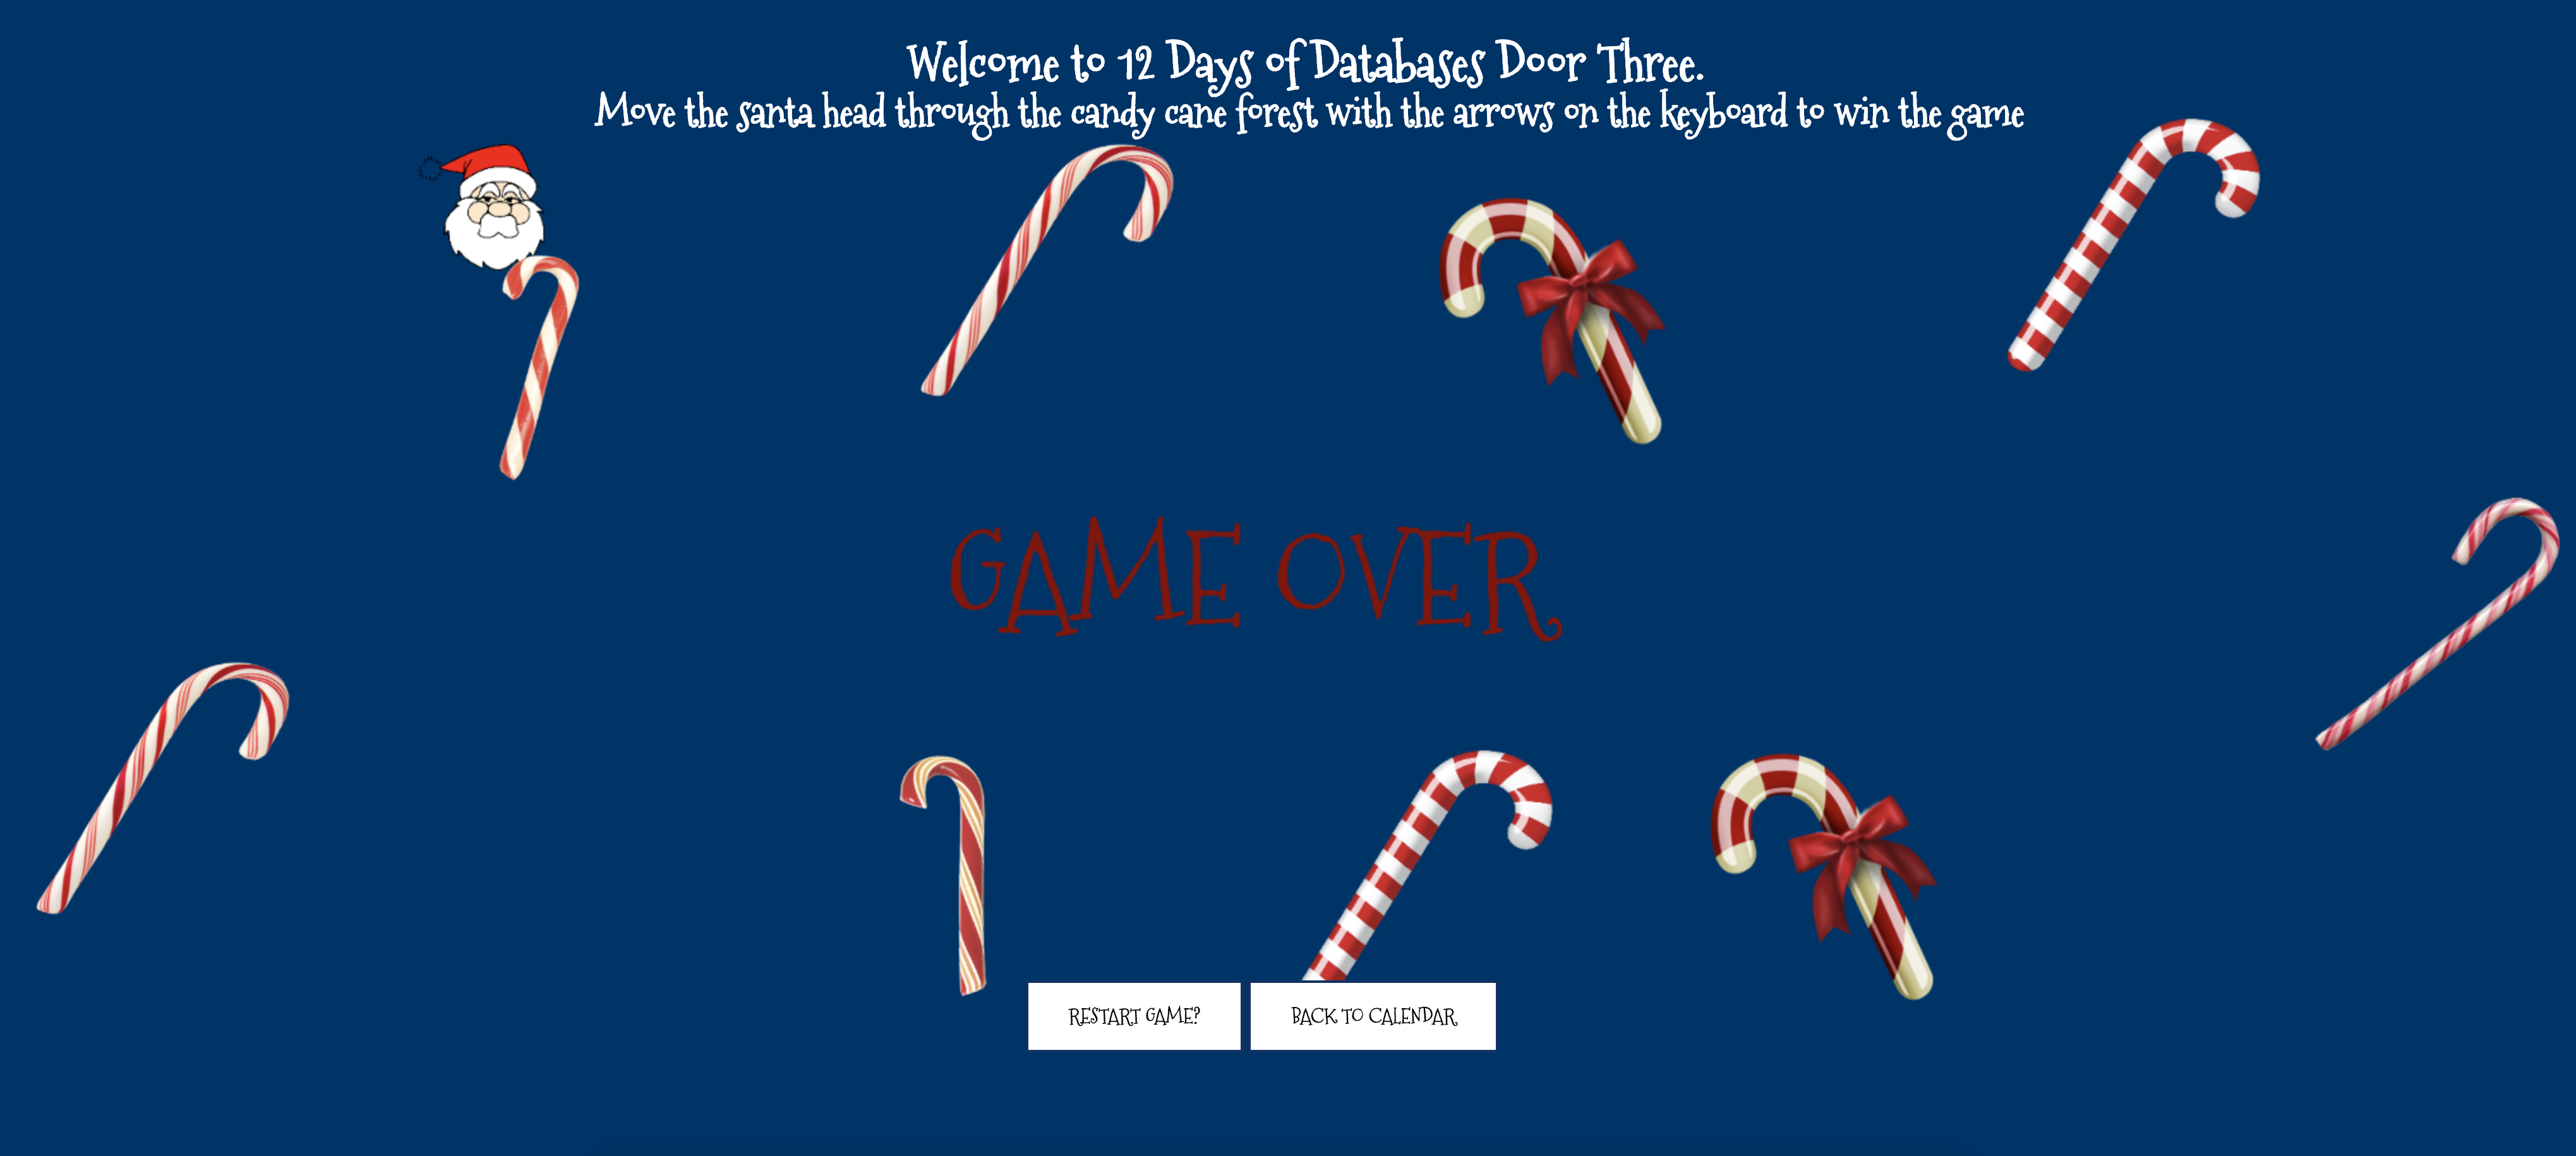 Welcome to 12 Days of Databases Door Three.
Move the santa head through the candy cane forest with the arrows on the keyboard to win the game
GAME OVER
RESTART GAME?
BACK TO CALENDAR